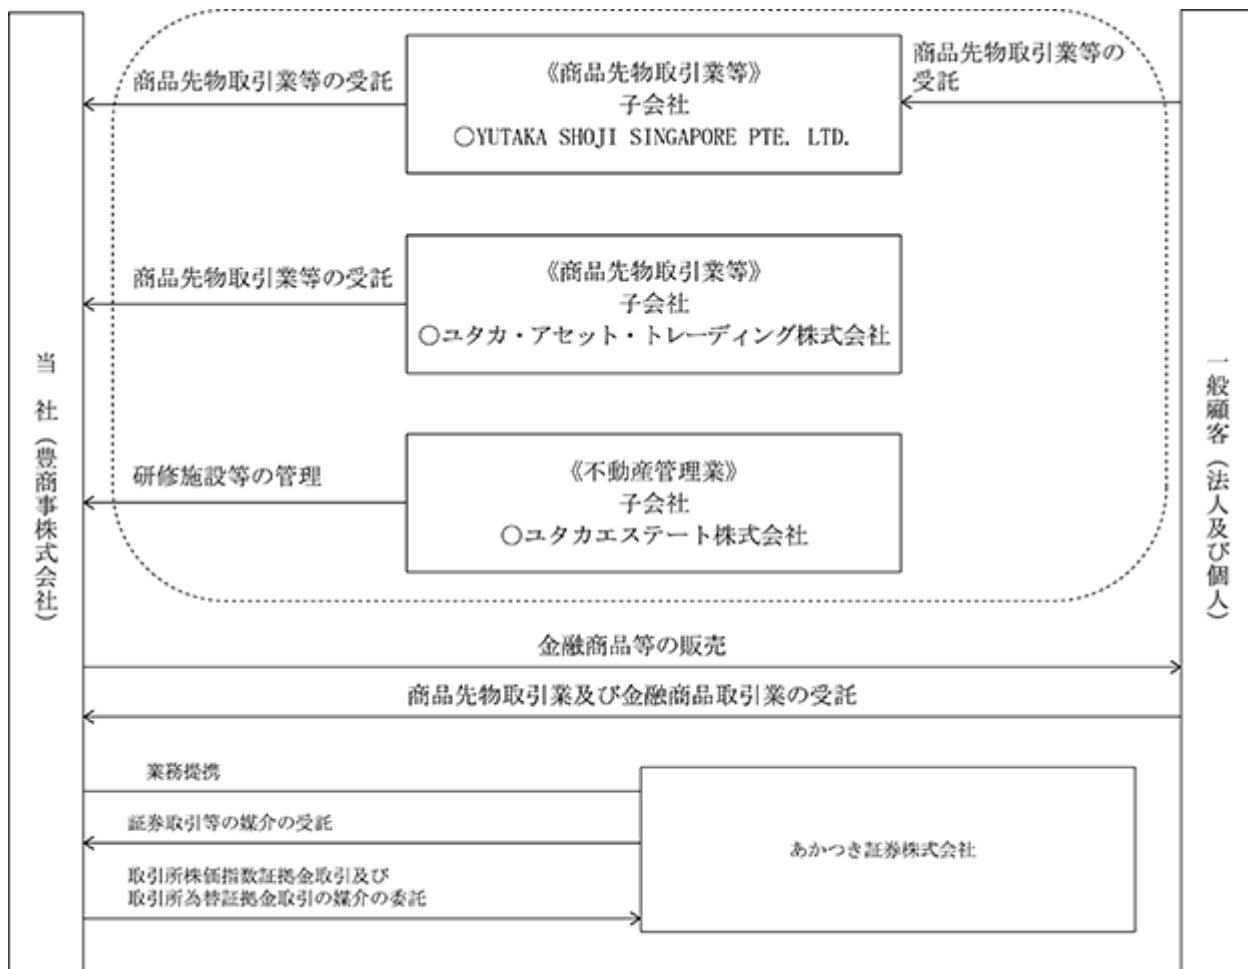 商品先物取引業等の受託
《商品先物取引業等》
子会社
○YUTAKA SHOJI SINGAPORE PTE. LTD.
商品先物取引業等の
受託
商品先物取引業等の受託
《商品先物取引業等》
子会社
○ユタカ・アセット・トレーディング株式会社
当 社(豊商事株式会社)
一般顧客(法人及び個人)
研修施設等の管理
《不動産管理業》
子会社
○ユタカエステート株式会社
金融商品等の販売
商品先物取引業及び金融商品取引業の受託
業務提携
証券取引等の媒介の受託
取引所株価指数証拠金取引及び
取引所為替証拠金取引の媒介の委託
あかつき証券株式会社